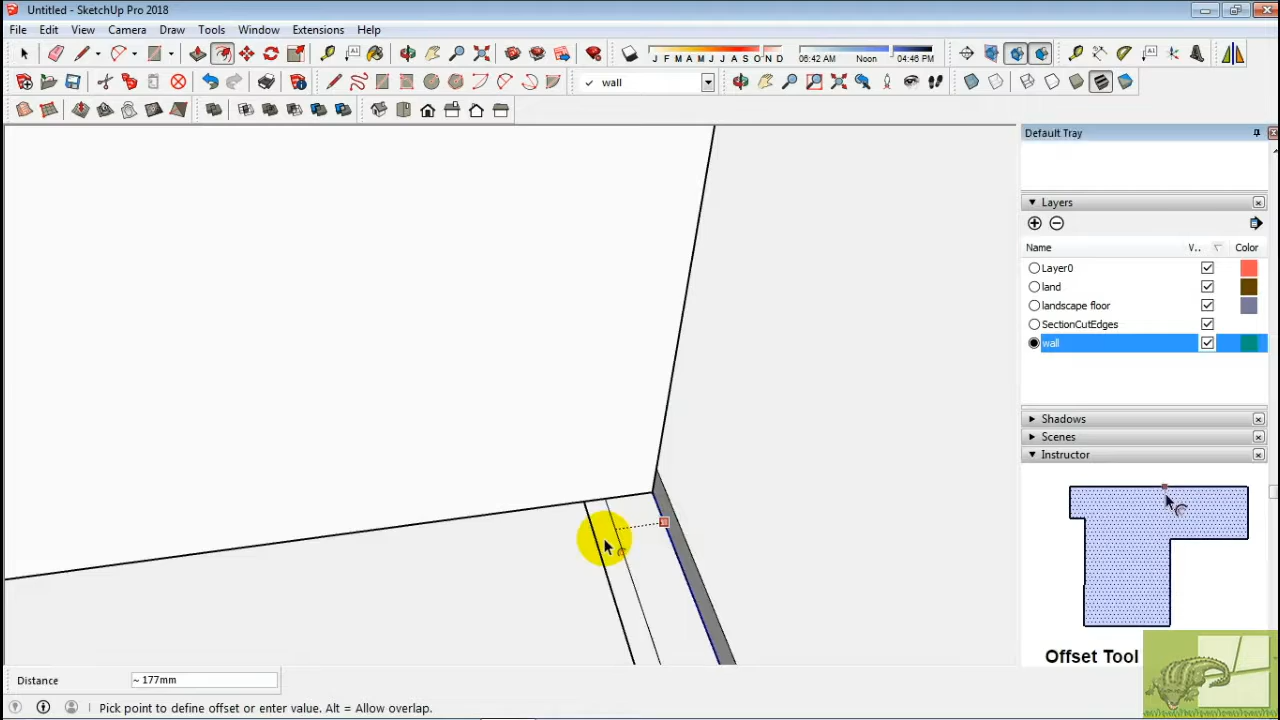 Untitled - SketchUp Pro 2018
File Edit View Camera Draw Tools Window Extensions Help
J F M A M J J A S O N D
06:42 AM Noon 04:46 PM
✓ wall
Default Tray
Layers
Name V.. Color
Layer0
land
landscape floor
SectionCutEdges
wall
Shadows
Scenes
Instructor
Offset Tool
Distance ~ 177mm
Pick point to define offset or enter value. Alt = Allow overlap.